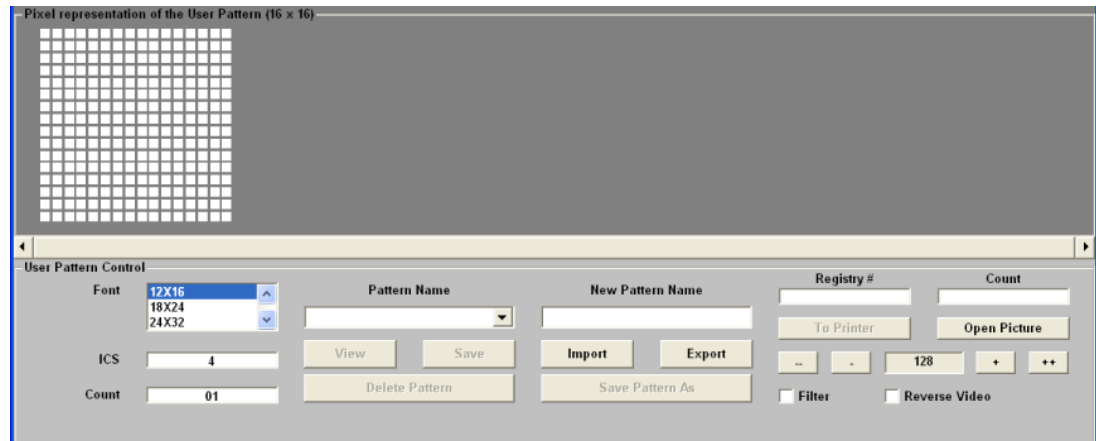 Pixel representation of the User Pattern (16 x 16)
User Pattern Control
Font
12X16
18X24
24X32
ICS
4
Count
01
Pattern Name
View
Save
Delete Pattern
New Pattern Name
Import
Export
Save Pattern As
Registry #
Count
To Printer
Open Picture
--
-
128
+
++
Filter
Reverse Video